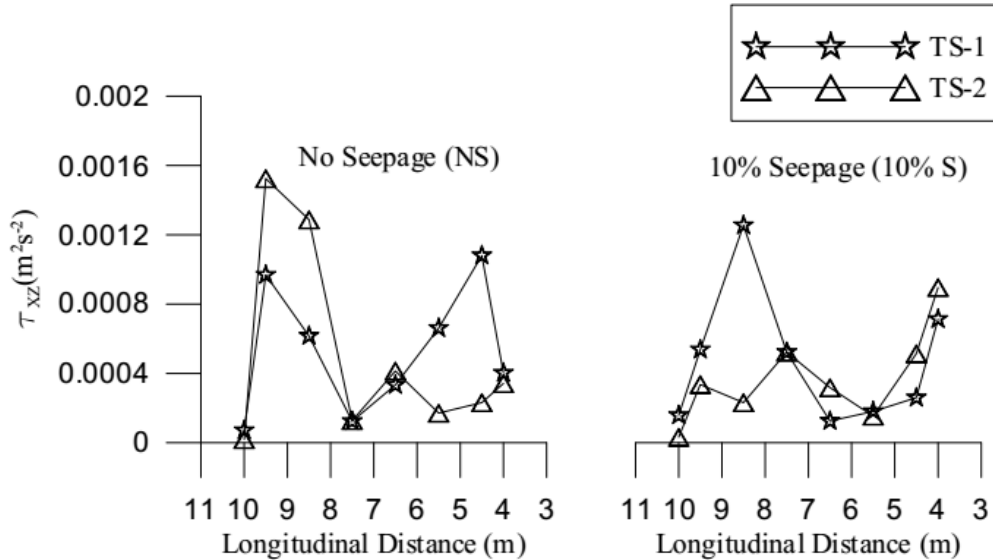 TS-1
TS-2
No Seepage (NS)
10% Seepage (10% S)
τ XZ(m²s⁻²)
0.002
0.0016
0.0012
0.0008
0.0004
0
11 10 9 8 7 6 5 4 3
11 10 9 8 7 6 5 4 3
Longitudinal Distance (m)
Longitudinal Distance (m)